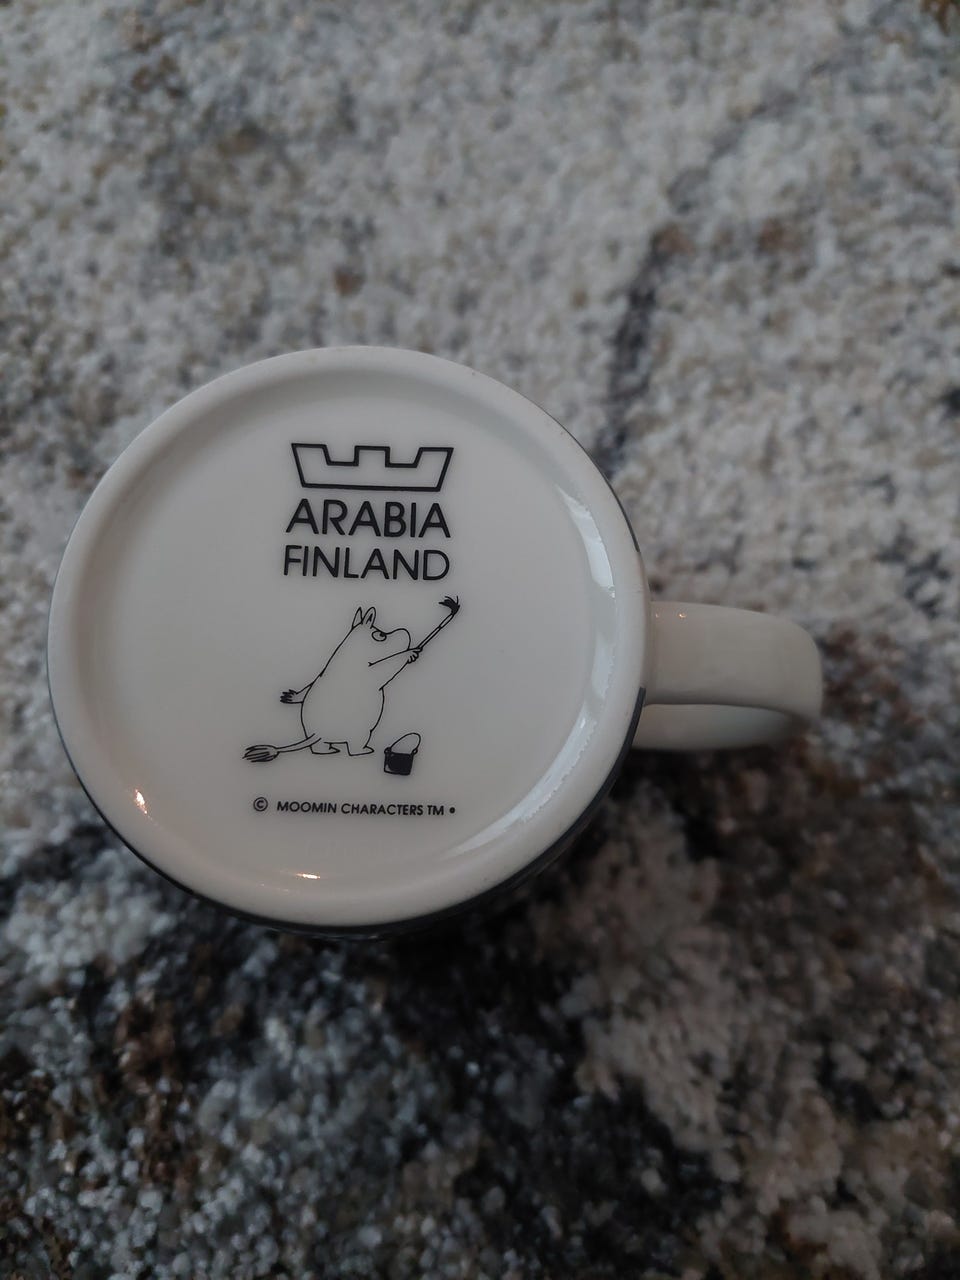 ARABIA
FINLAND
© MOOMIN CHARACTERS TM •